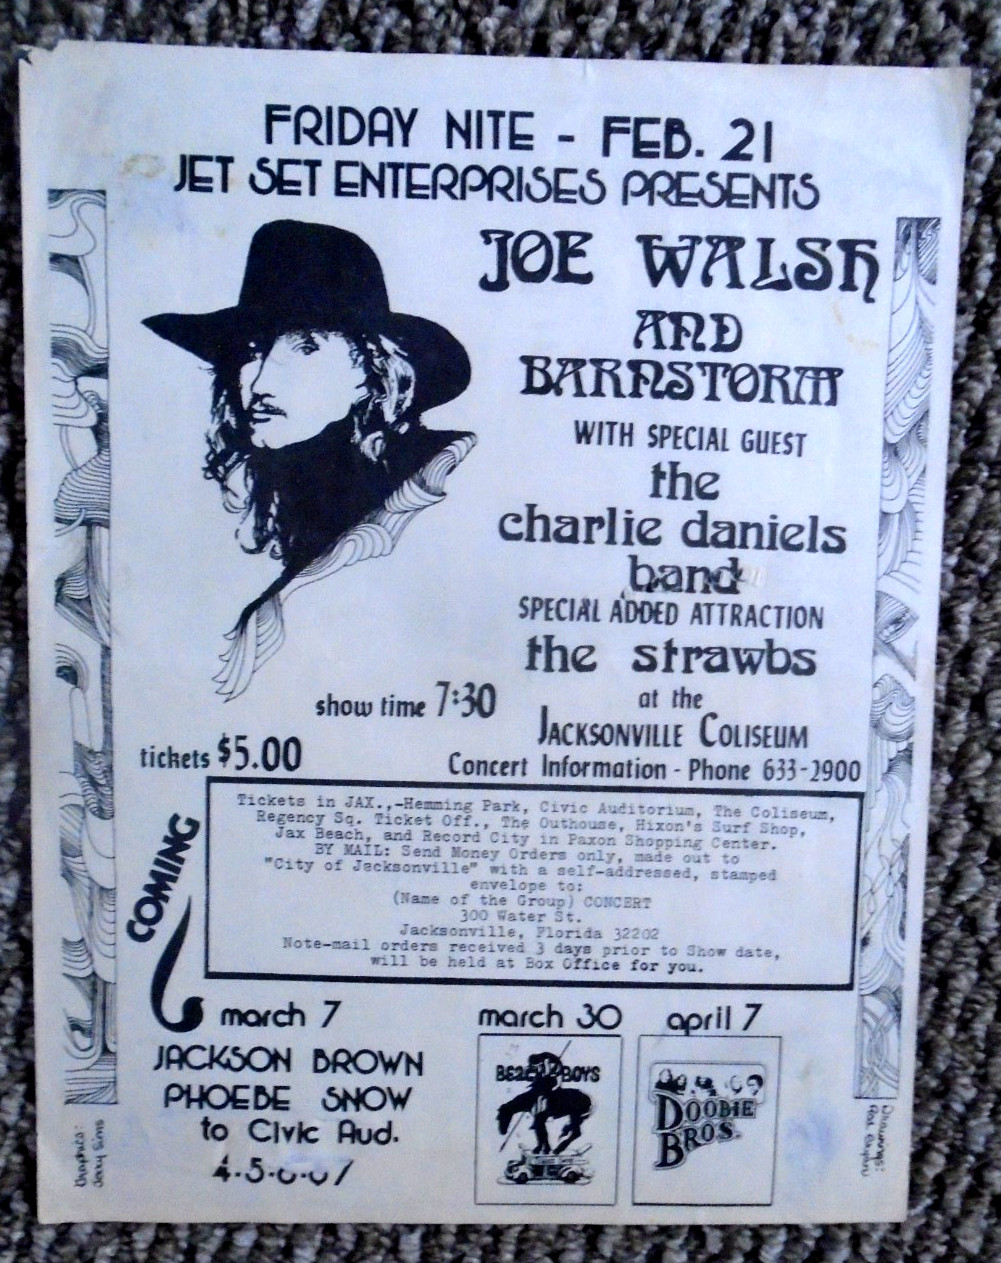 FRIDAY NITE - FEB. 21
JET SET ENTERPRISES PRESENTS
JOE WALSH
AND
BARNSTORM
WITH SPECIAL GUEST
the
charlie daniels
band
SPECIAL ADDED ATTRACTION
the strawbs
show time 7:30
at the
JACKSONVILLE COLISEUM
tickets $5.00
Concert Information - Phone 633-2900
Tickets in JAX.,-Hemming Park, Civic Auditorium, The Coliseum,
Regency Sq. Ticket Off., The Outhouse, Hixon's Surf Shop,
Jax Beach, and Record City in Paxon Shopping Center.
BY MAIL: Send Money Orders only, made out to
"City of Jacksonville" with a self-addressed, stamped
envelope to:
(Name of the Group) CONCERT
300 Water St.
Jacksonville, Florida 32202
Note-mail orders received 3 days prior to Show date,
will be held at Box Office for you.
COMING
march 7
JACKSON BROWN
PHOEBE SNOW
to Civic Aud.
march 30
BEACH BOYS
april 7
DOOBIE
BROS.
Graphics:
Jerry Sims
Drawings: